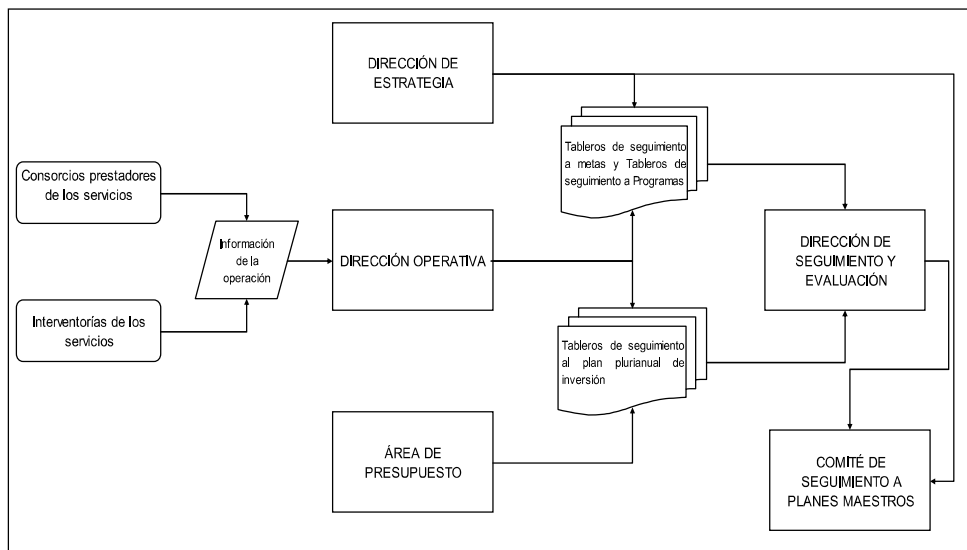 DIRECCIÓN DE
ESTRATEGIA
Tableros de seguimiento
a metas y Tableros de
seguimiento a Programas
Consorcios prestadores
de los servicios
Información
de la
operación
DIRECCIÓN OPERATIVA
DIRECCIÓN DE
SEGUIMIENTO Y
EVALUACIÓN
Interventorías de los
servicios
Tableros de seguimiento
al plan plurianual de
inversión
ÁREA DE
PRESUPUESTO
COMITÉ DE
SEGUIMIENTO A
PLANES MAESTROS